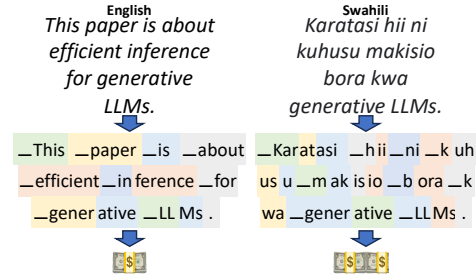 English
This paper is about
efficient inference
for generative
LLMs.
_This _paper _is _about
_efficient _in ference _for
_gener ative _LL Ms .
$
Swahili
Karatasi hii ni
kuhusu makisio
bora kwa
generative LLMs.
_Karatasi _h ii _ni _k uh
us u _m ak is io _b ora _k
wa _gener ative _LL Ms .
$ $